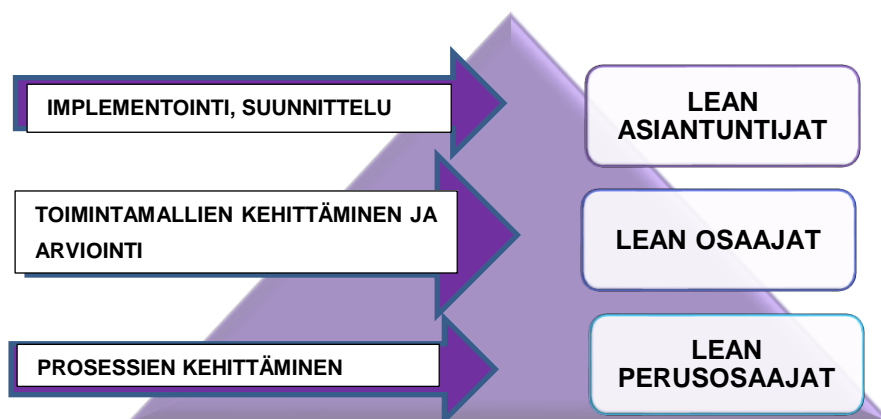 IMPLEMENTOINTI, SUUNNITTELU
LEAN
ASIANTUNTIJAT
TOIMINTAMALLIEN KEHITTÄMINEN JA
ARVIOINTI
LEAN OSAAJAT
PROSESSIEN KEHITTÄMINEN
LEAN
PERUSOSAAJAT